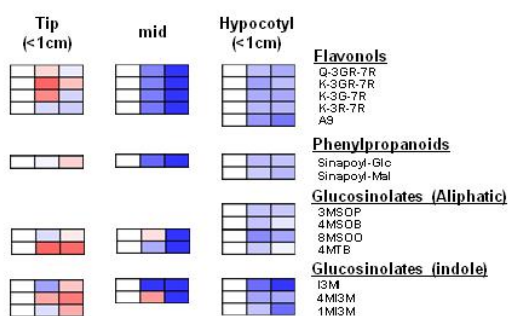 Tip
(<1cm)
mid
Hypocotyl
(<1cm)
Flavonols
Q-3GR-7R
K-3GR-7R
K-3G-7R
K-3R-7R
A9
Phenylpropanoids
Sinapoyl-Glc
Sinapoyl-Mal
Glucosinolates (Aliphatic)
3MSOP
4MSOB
8MSOO
4MTB
Glucosinolates (indole)
I3MI
4MI3M
1MI3M